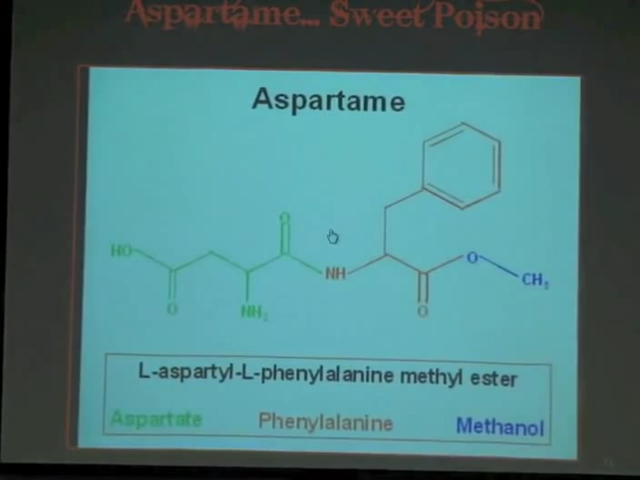 Aspartame... Sweet Poison
Aspartame
HO
O
NH2
O
NH
O
O
CH3
L-aspartyl-L-phenylalanine methyl ester
Aspartate Phenylalanine Methanol